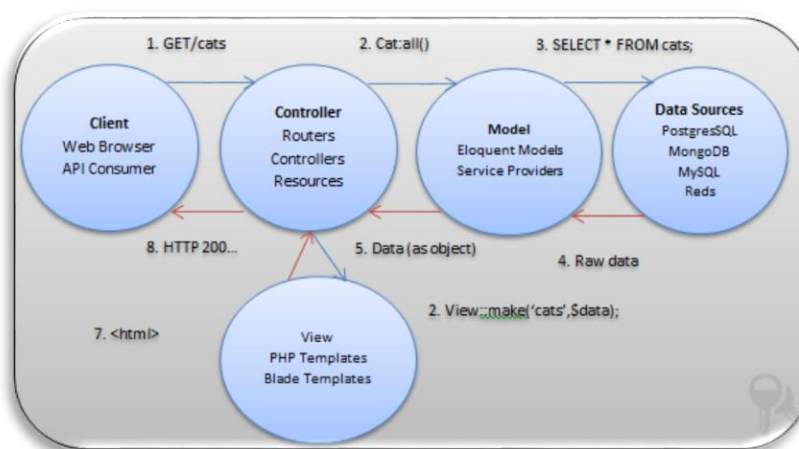 1. GET/cats
2. Cat:all()
3. SELECT * FROM cats;
Client
Web Browser
API Consumer
Controller
Routers
Controllers
Resources
Model
Eloquent Models
Service Providers
Data Sources
PostgresSQL
MongoDB
MySQL
Reds
8. HTTP 200...
5. Data (as object)
4. Raw data
7. <html>
2. View::make('cats',$data);
View
PHP Templates
Blade Templates